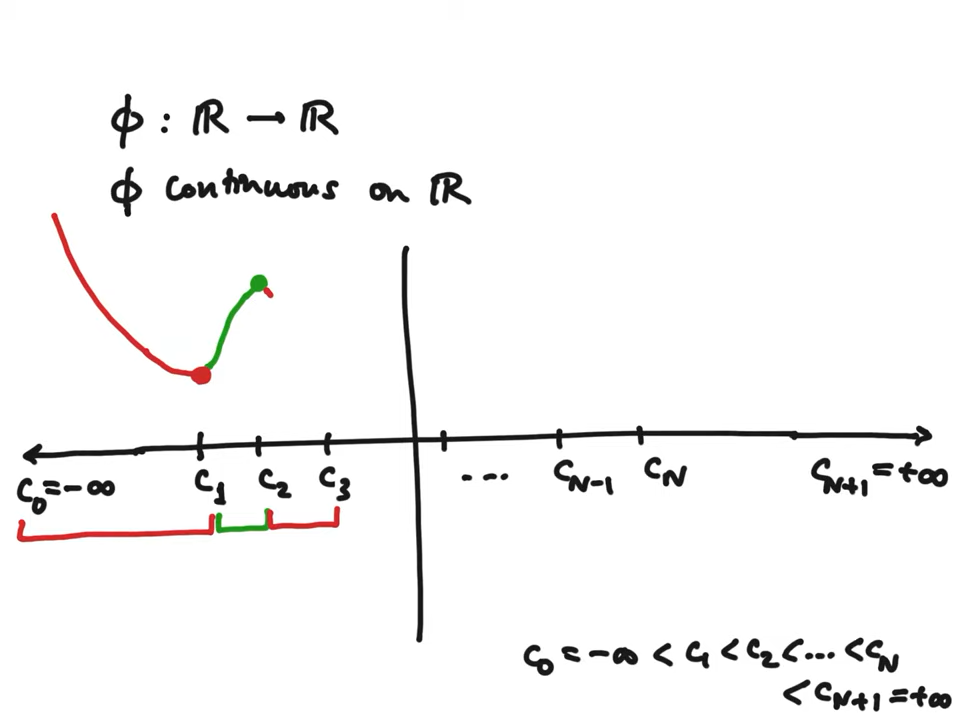 ϕ : ℝ → ℝ
ϕ continuous on ℝ
C₀ = -∞ C₁ C₂ C₃ .... C_{N-1} C_N C_{N+1} = +∞
C₀ = -∞ < C₁ < C₂ < ... < C_N
< C_{N+1} = +∞